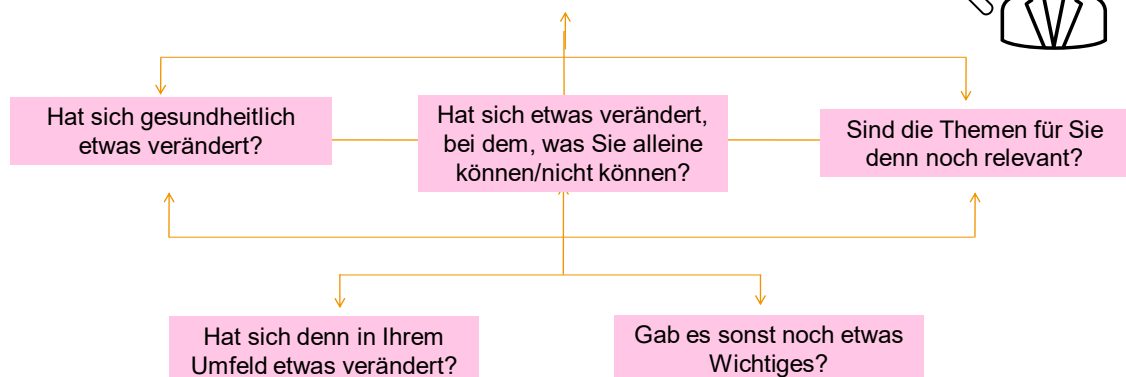 Hat sich gesundheitlich
etwas verändert?
Hat sich etwas verändert,
bei dem, was Sie alleine
können/nicht können?
Sind die Themen für Sie
denn noch relevant?
Hat sich denn in Ihrem
Umfeld etwas verändert?
Gab es sonst noch etwas
Wichtiges?